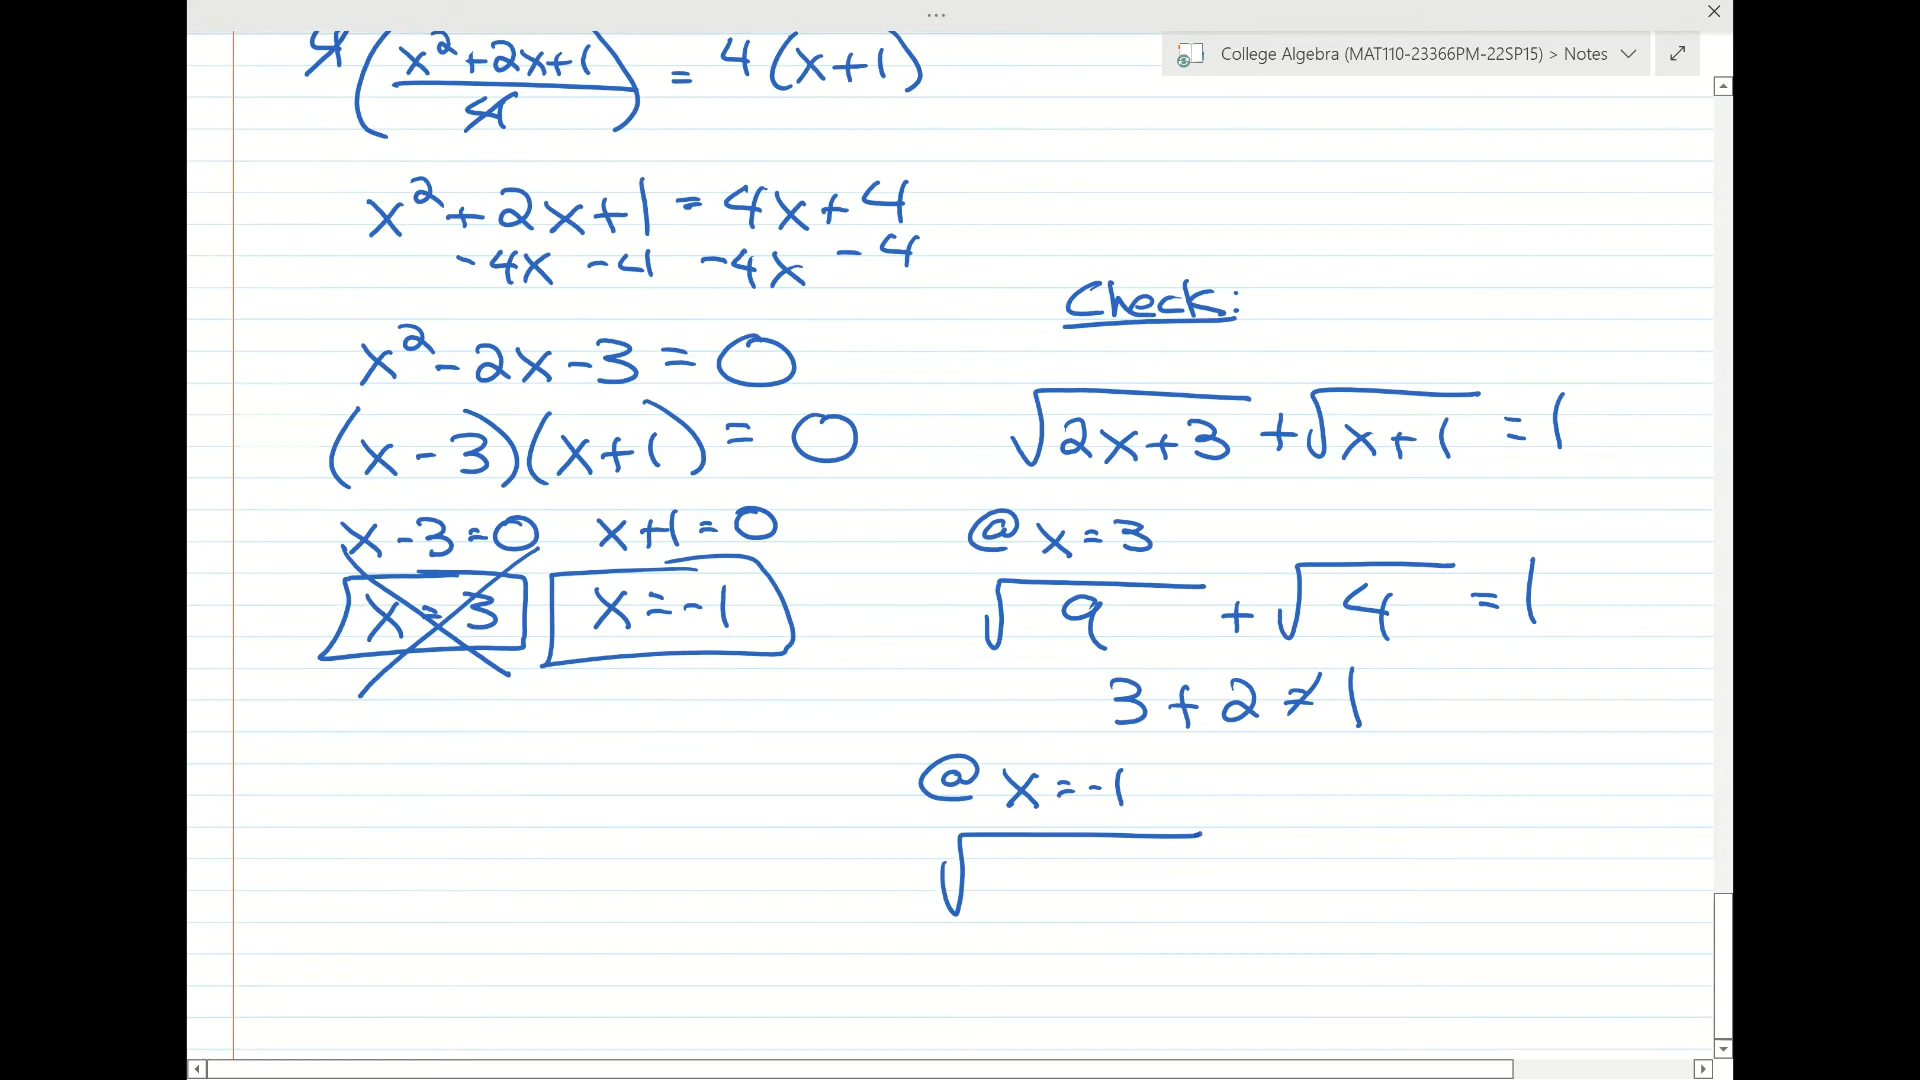 ...
College Algebra (MAT110-23366PM-22SP15) > Notes
4((x²+2x+1)/4) = 4(x+1)
x²+2x+1 = 4x+4
-4x -4 -4x -4
x²-2x-3=0
(x-3)(x+1)=0
x-3=0 x+1=0
x=3 x=-1
Check:
√(2x+3) + √(x+1) = 1
@ x=3
√9 + √4 = 1
3+2≠1
@ x=-1
√